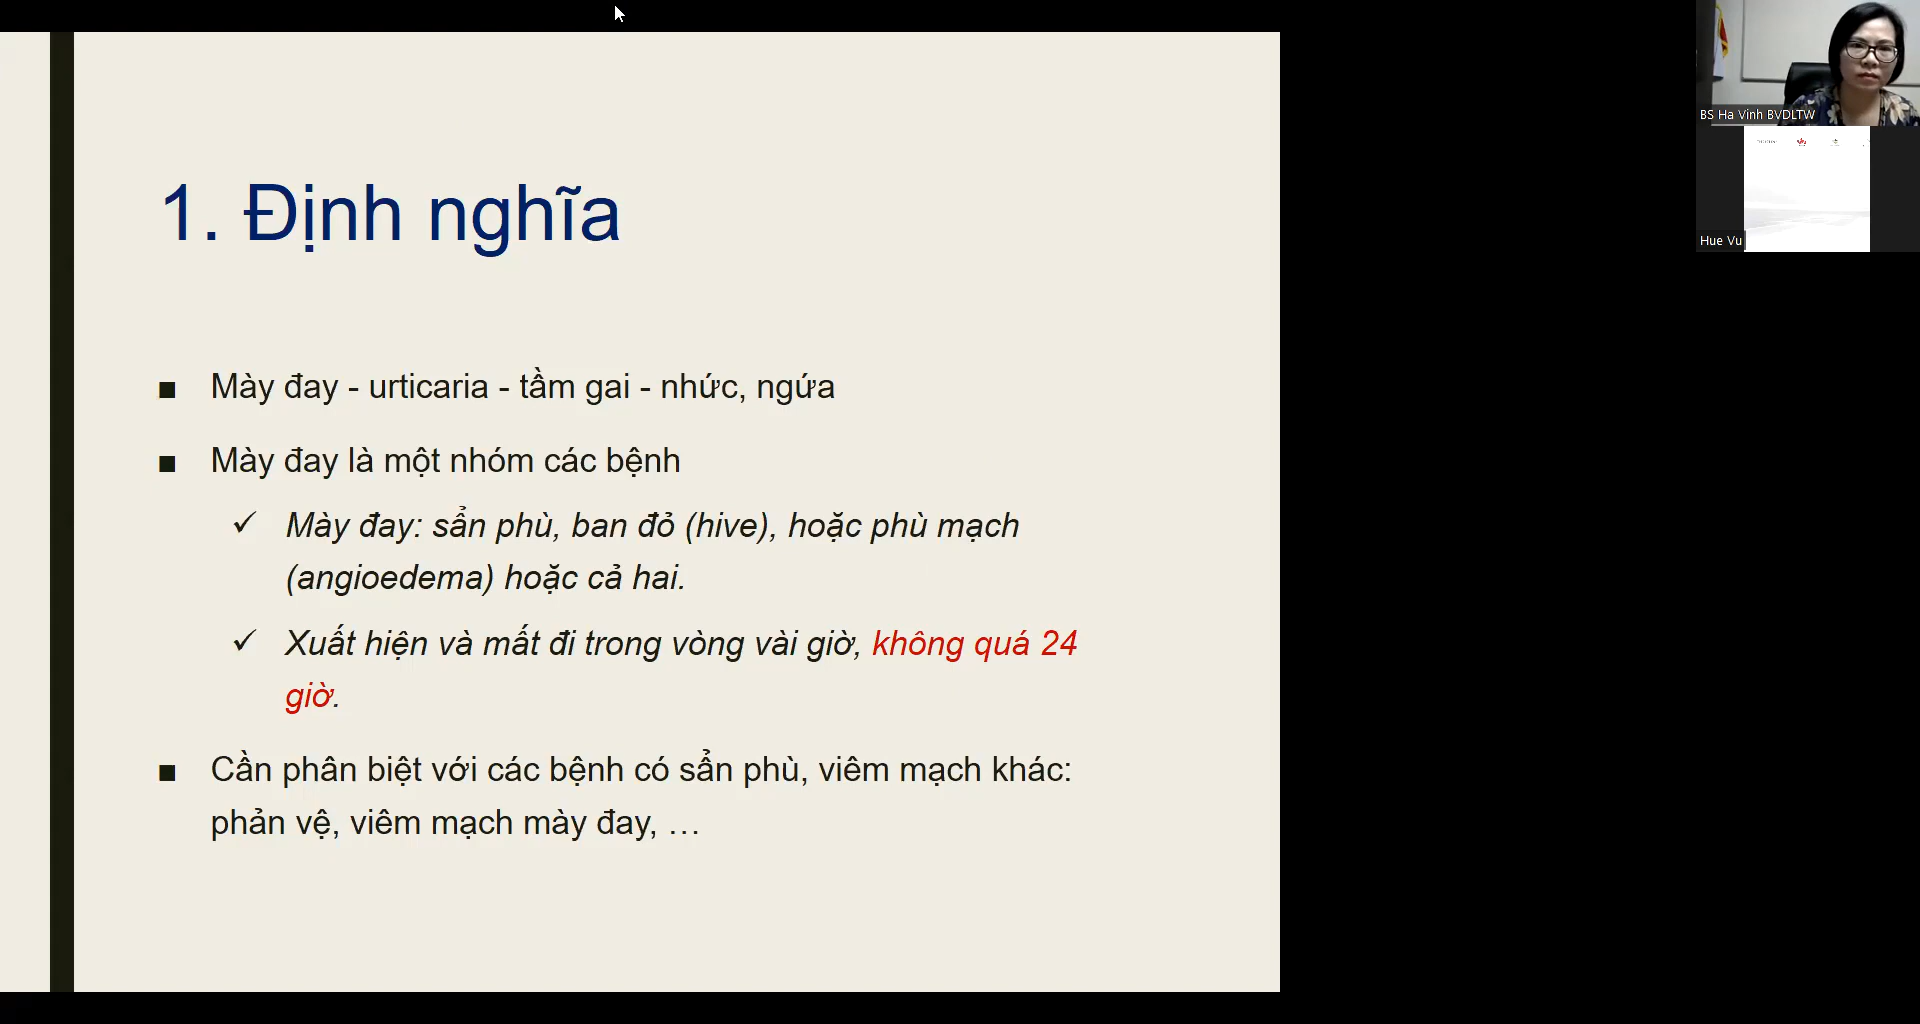 1. Định nghĩa
■ Mày đay - urticaria - tầm gai - nhức, ngứa
■ Mày đay là một nhóm các bệnh
✓ Mày đay: sẩn phù, ban đỏ (hive), hoặc phù mạch
(angioedema) hoặc cả hai.
✓ Xuất hiện và mất đi trong vòng vài giờ, không quá 24
giờ.
■ Cần phân biệt với các bệnh có sẩn phù, viêm mạch khác:
phản vệ, viêm mạch mày đay, …
BS Ha Vinh BVDLTW
Hue Vu